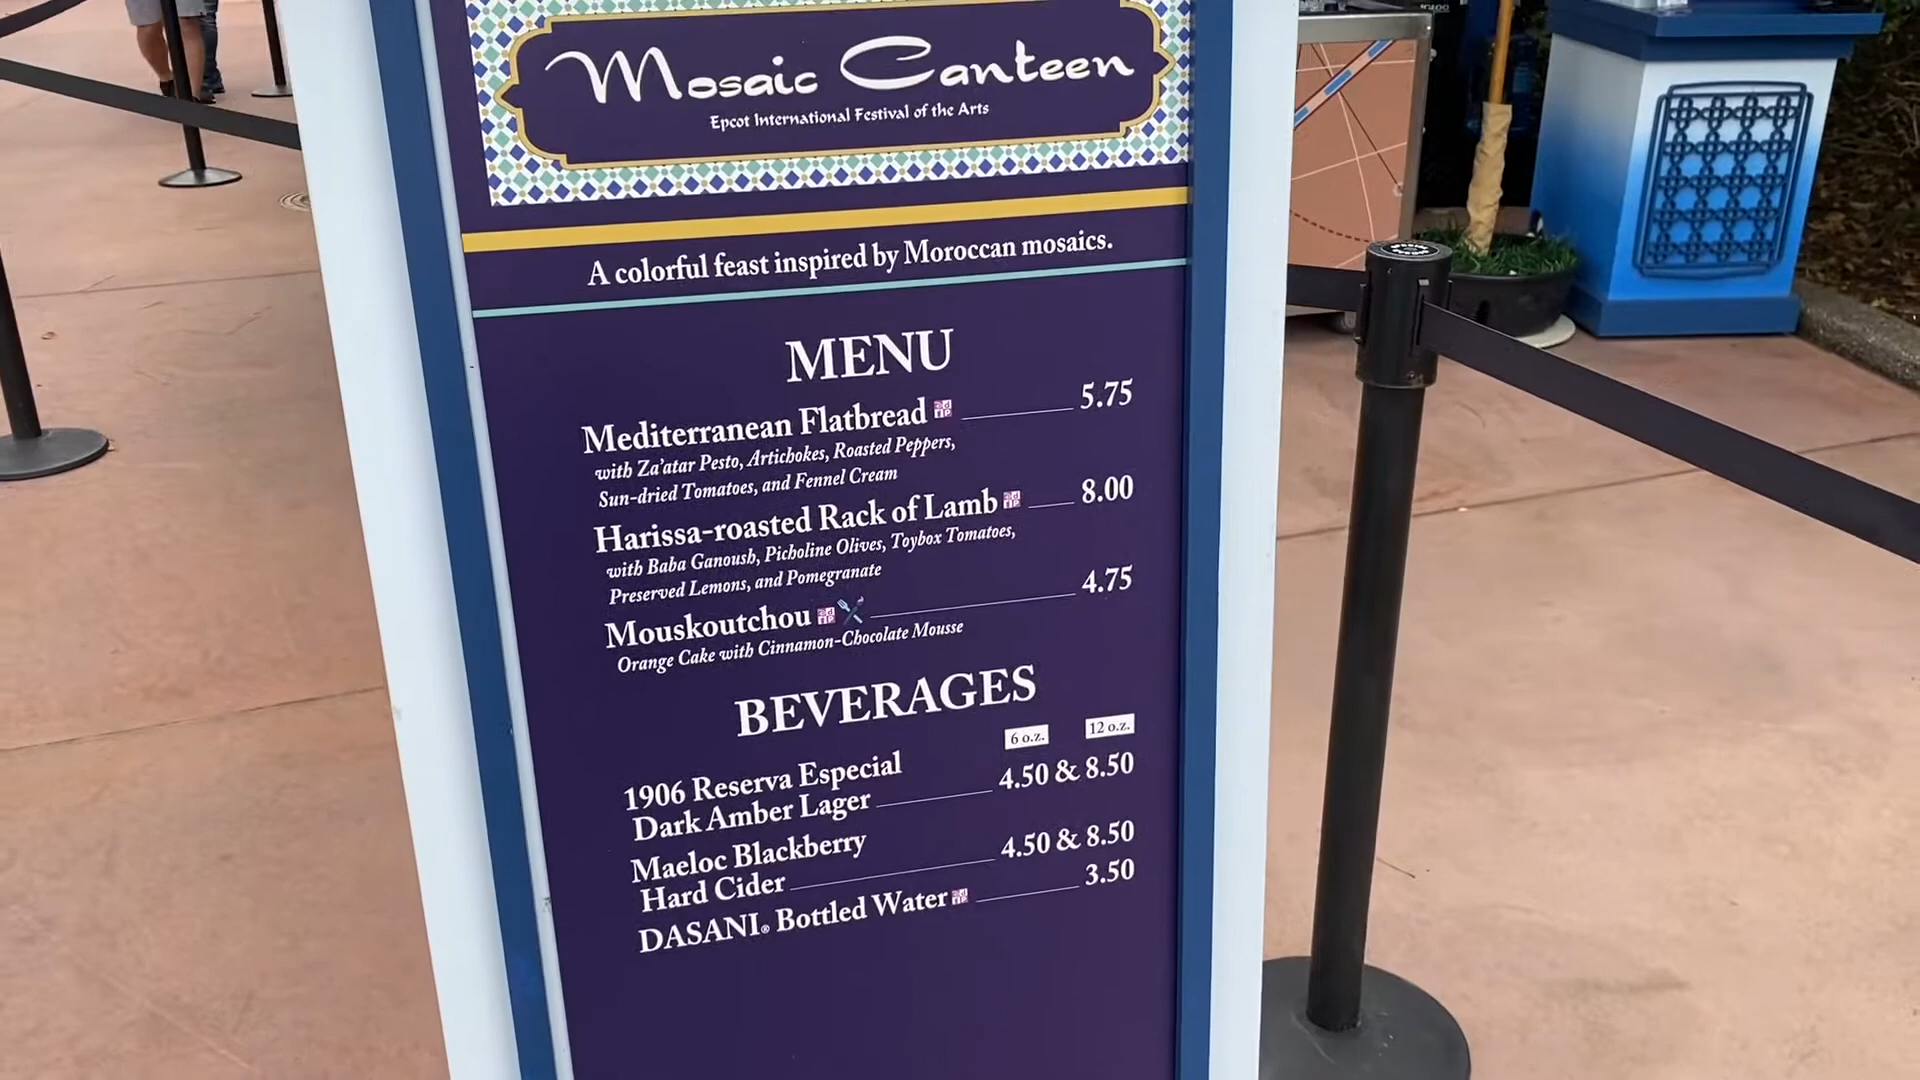 Mosaic Canteen
Epcot International Festival of the Arts
A colorful feast inspired by Moroccan mosaics.
MENU
Mediterranean Flatbread 5.75
with Za'atar Pesto, Artichokes, Roasted Peppers,
Sun-dried Tomatoes, and Fennel Cream
Harissa-roasted Rack of Lamb 8.00
with Baba Ganoush, Picholine Olives, Toybox Tomatoes,
Preserved Lemons, and Pomegranate
Mouskoutchou 4.75
Orange Cake with Cinnamon-Chocolate Mousse
BEVERAGES
6 o.z. 12 o.z.
1906 Reserva Especial
Dark Amber Lager 4.50 & 8.50
Maeloc Blackberry
Hard Cider 4.50 & 8.50
DASANI® Bottled Water 3.50